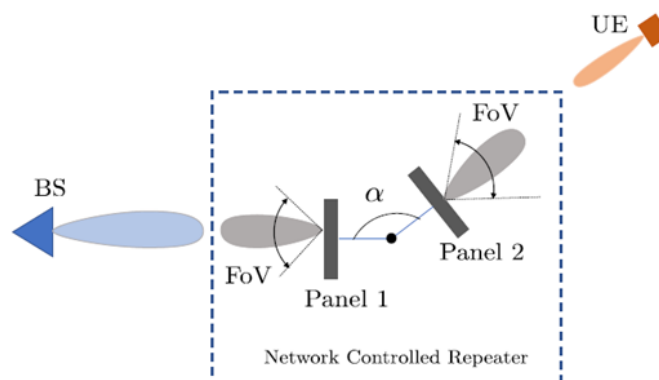 UE
FoV
BS
α
Panel 2
FoV
Panel 1
Network Controlled Repeater